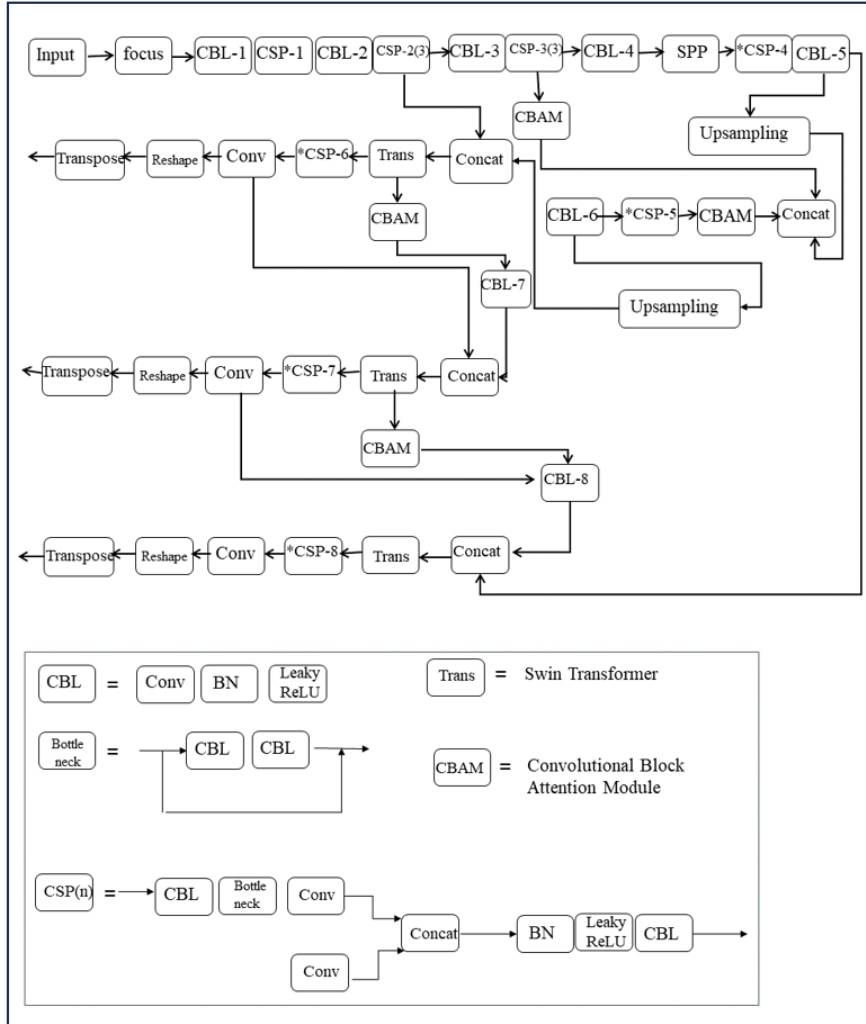 Input focus CBL-1 CSP-1 CBL-2 CSP-2(3) CBL-3 CSP-3(3) CBL-4 SPP *CSP-4 CBL-5
CBAM
Upsampling
Transpose Reshape Conv *CSP-6 Trans Concat
CBAM
CBL-6 *CSP-5 CBAM Concat
CBL-7
Upsampling
Transpose Reshape Conv *CSP-7 Trans Concat
CBAM
CBL-8
Transpose Reshape Conv *CSP-8 Trans Concat
CBL = Conv BN Leaky
ReLU
Trans = Swin Transformer
Bottle
neck = CBL CBL
CBAM = Convolutional Block
Attention Module
CSP(n) = CBL Bottle
neck Conv
Concat BN Leaky
ReLU CBL
Conv